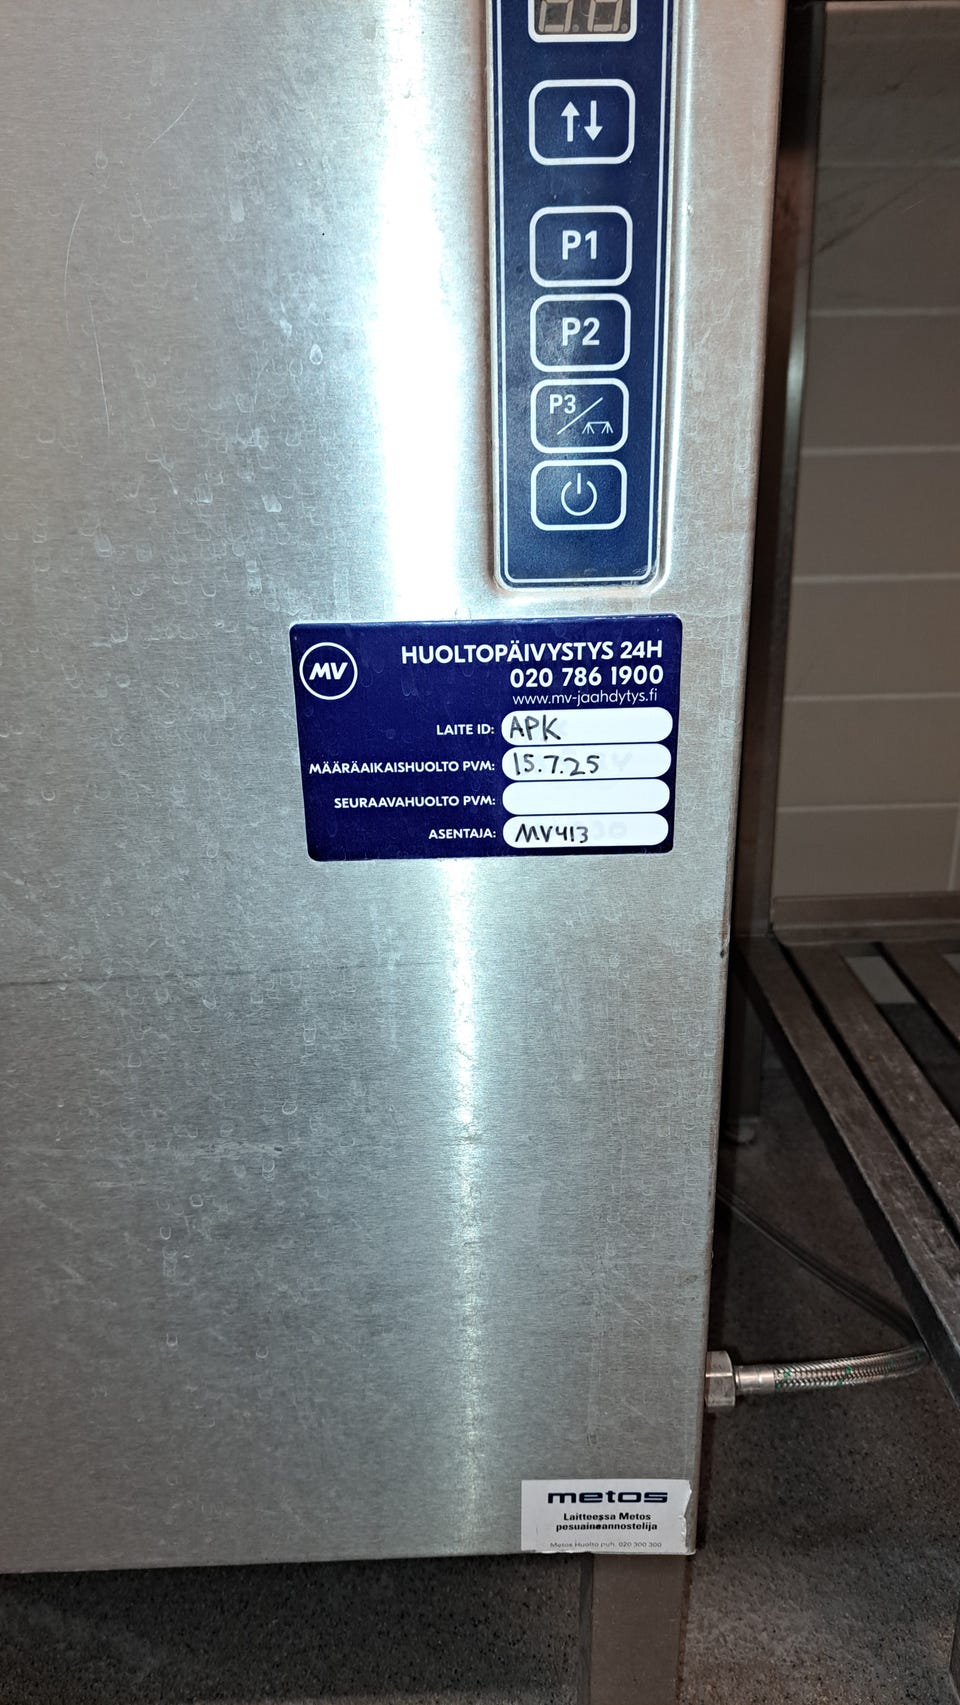 P1
P2
P3
MV
HUOLTOPÄIVYSTYS 24H
020 786 1900
www.mv-jaahdytys.fi
LAITE ID: APK
MÄÄRÄAIKAISHUOLTO PVM: 15.7.25
SEURAAVAHUOLTO PVM:
ASENTAJA: MV413
metos
Laitteessa Metos
pesuaineannostelija
Metos Huolto puh. 020 300 300